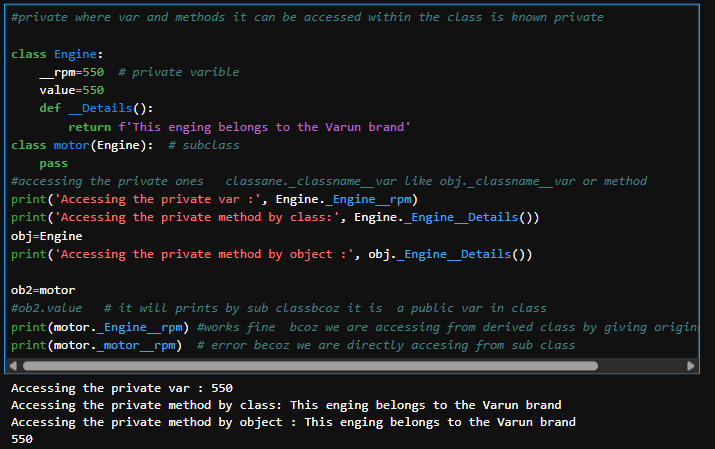 #private where var and methods it can be accessed within the class is known private
class Engine:
__rpm=550  # private varible
value=550
def __Details():
return f'This enging belongs to the Varun brand'
class motor(Engine):  # subclass
pass
#accessing the private ones   classane._classname__var like obj._classname__var or method
print('Accessing the private var :', Engine._Engine__rpm)
print('Accessing the private method by class:', Engine._Engine__Details())
obj=Engine
print('Accessing the private method by object :', obj._Engine__Details())
ob2=motor
#ob2.value   # it will prints by sub classbcoz it is  a public var in class
print(motor._Engine__rpm) #works fine  bcoz we are accessing from derived class by giving origin
print(motor._motor__rpm)  # error becoz we are directly accesing from sub class
Accessing the private var : 550
Accessing the private method by class: This enging belongs to the Varun brand
Accessing the private method by object : This enging belongs to the Varun brand
550